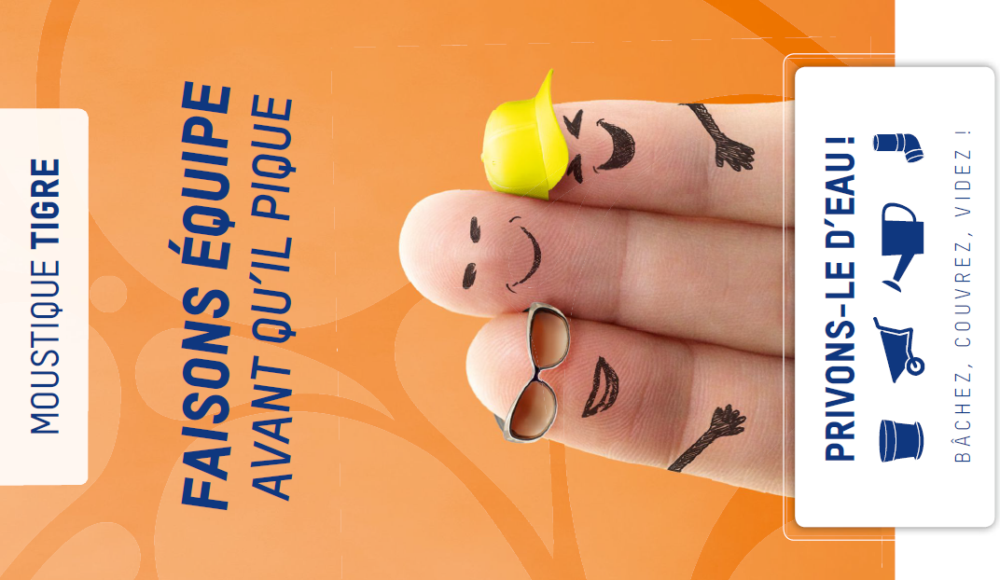 MOUSTIQUE TIGRE
FAISONS ÉQUIPE
AVANT QU'IL PIQUE
PRIVONS-LE D'EAU !
BÂCHEZ, COUVREZ, VIDEZ !